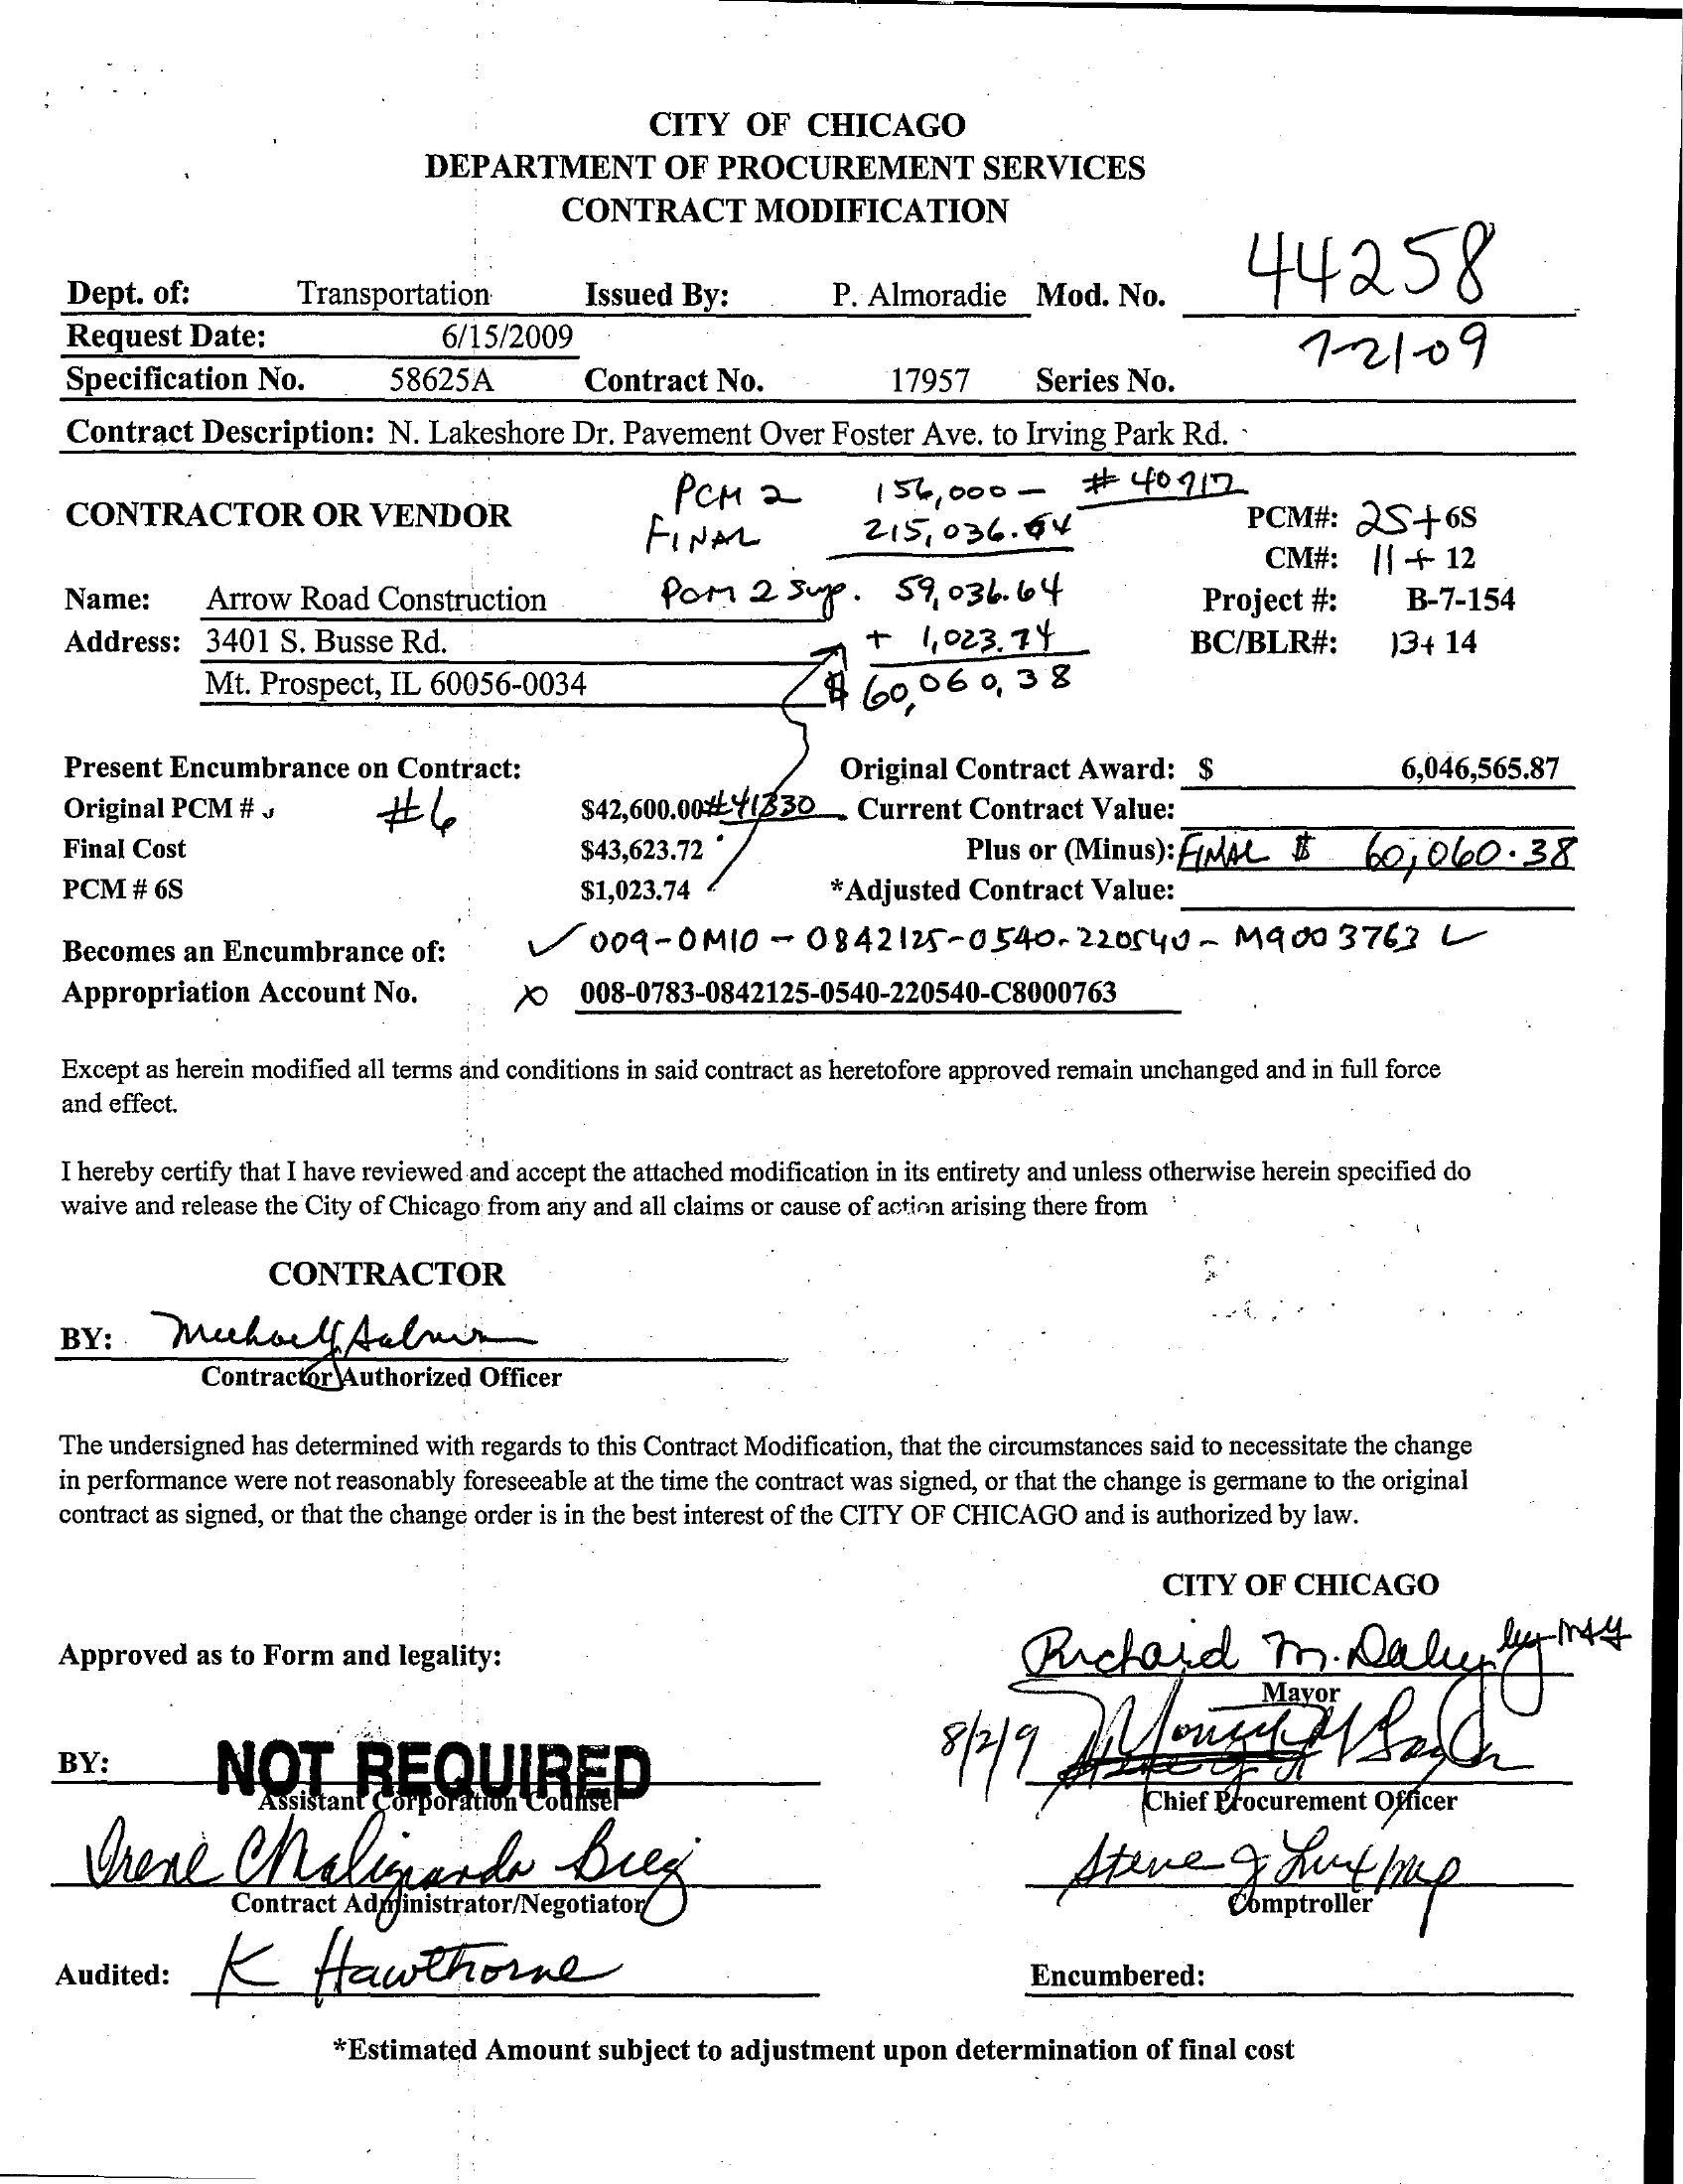 CITY OF CHICAGO
DEPARTMENT OF PROCUREMENT SERVICES
CONTRACT MODIFICATION
Dept. of: Transportation Issued By: P. Almoradie Mod. No. 44258
Request Date: 6/15/2009 7-21-09
Specification No. 58625A Contract No. 17957 Series No.
Contract Description: N. Lakeshore Dr. Pavement Over Foster Ave. to Irving Park Rd.
PCM 2 156,000 - # 40917
CONTRACTOR OR VENDOR FINAL 215,036.64 PCM#: 2S+6S
CM#: 11 + 12
Name: Arrow Road Construction PCM 2 Sup. 59,036.64 Project #: B-7-154
Address: 3401 S. Busse Rd. + 1,023.74 BC/BLR#: 13+ 14
Mt. Prospect, IL 60056-0034 $ 60,060,38
Present Encumbrance on Contract: Original Contract Award: $ 6,046,565.87
Original PCM # #6 $42,600.00 #41330 Current Contract Value:
Final Cost $43,623.72 Plus or (Minus): FINAL $ 60,060.38
PCM # 6S $1,023.74 *Adjusted Contract Value:
Becomes an Encumbrance of: ✓ 009-0M10-0842125-0540-220540-M9003763
Appropriation Account No. X 008-0783-0842125-0540-220540-C8000763
Except as herein modified all terms and conditions in said contract as heretofore approved remain unchanged and in full force
and effect.
I hereby certify that I have reviewed and accept the attached modification in its entirety and unless otherwise herein specified do
waive and release the City of Chicago from any and all claims or cause of action arising there from
CONTRACTOR
BY:
Contractor Authorized Officer
The undersigned has determined with regards to this Contract Modification, that the circumstances said to necessitate the change
in performance were not reasonably foreseeable at the time the contract was signed, or that the change is germane to the original
contract as signed, or that the change order is in the best interest of the CITY OF CHICAGO and is authorized by law.
CITY OF CHICAGO
Approved as to Form and legality: Richard M. Daley by
Mayor
BY: NOT REQUIRED 8/2/9
Assistant Corporation Counsel Chief Procurement Officer
Irene Steve J Lux
Contract Administrator/Negotiator Comptroller
Audited: K Hawthorne Encumbered:
*Estimated Amount subject to adjustment upon determination of final cost